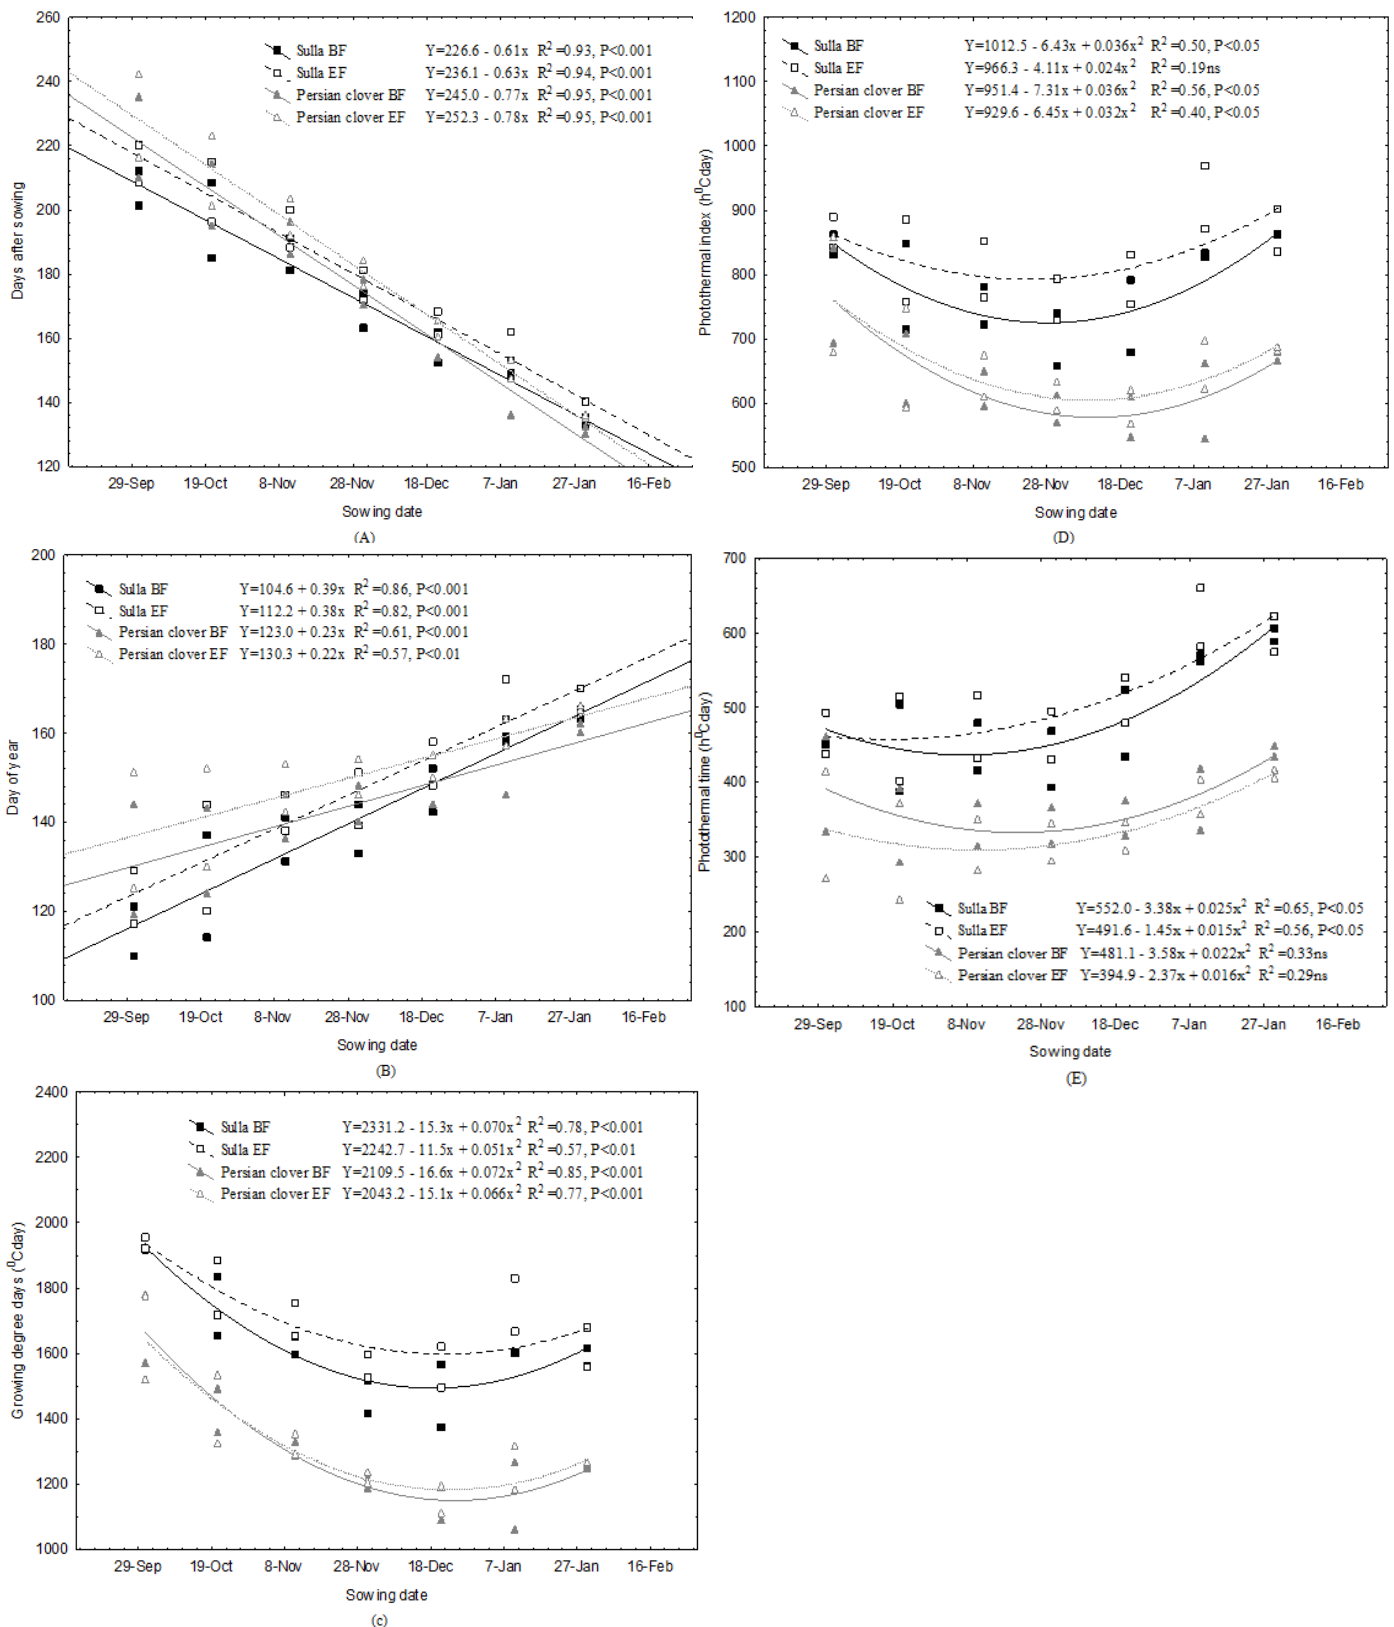 260
240
220
200
180
160
140
120
Days after sowing
Sulla BF Y=226.6 - 0.61x R2 =0.93, P<0.001
Sulla EF Y=236.1 - 0.63x R2 =0.94, P<0.001
Persian clover BF Y=245.0 - 0.77x R2 =0.95, P<0.001
Persian clover EF Y=252.3 - 0.78x R2 =0.95, P<0.001
29-Sep 19-Oct 8-Nov 28-Nov 18-Dec 7-Jan 27-Jan 16-Feb
Sowing date
(A)
200
180
160
140
120
100
Day of year
Sulla BF Y=104.6 + 0.39x R2 =0.86, P<0.001
Sulla EF Y=112.2 + 0.38x R2 =0.82, P<0.001
Persian clover BF Y=123.0 + 0.23x R2 =0.61, P<0.001
Persian clover EF Y=130.3 + 0.22x R2 =0.57, P<0.01
29-Sep 19-Oct 8-Nov 28-Nov 18-Dec 7-Jan 27-Jan 16-Feb
Sowing date
(B)
2400
2200
2000
1800
1600
1400
1200
1000
Growing degree days (0Cday)
Sulla BF Y=2331.2 - 15.3x + 0.070x2 R2 =0.78, P<0.001
Sulla EF Y=2242.7 - 11.5x + 0.051x2 R2 =0.57, P<0.01
Persian clover BF Y=2109.5 - 16.6x + 0.072x2 R2 =0.85, P<0.001
Persian clover EF Y=2043.2 - 15.1x + 0.066x2 R2 =0.77, P<0.001
29-Sep 19-Oct 8-Nov 28-Nov 18-Dec 7-Jan 27-Jan 16-Feb
Sowing date
(c)
1200
1100
1000
900
800
700
600
500
Photothermal index (h0Cday)
Sulla BF Y=1012.5 - 6.43x + 0.036x2 R2 =0.50, P<0.05
Sulla EF Y=966.3 - 4.11x + 0.024x2 R2 =0.19ns
Persian clover BF Y=951.4 - 7.31x + 0.036x2 R2 =0.56, P<0.05
Persian clover EF Y=929.6 - 6.45x + 0.032x2 R2 =0.40, P<0.05
29-Sep 19-Oct 8-Nov 28-Nov 18-Dec 7-Jan 27-Jan 16-Feb
Sowing date
(D)
700
600
500
400
300
200
100
Photothermal time (h0Cday)
Sulla BF Y=552.0 - 3.38x + 0.025x2 R2 =0.65, P<0.05
Sulla EF Y=491.6 - 1.45x + 0.015x2 R2 =0.56, P<0.05
Persian clover BF Y=481.1 - 3.58x + 0.022x2 R2 =0.33ns
Persian clover EF Y=394.9 - 2.37x + 0.016x2 R2 =0.29ns
29-Sep 19-Oct 8-Nov 28-Nov 18-Dec 7-Jan 27-Jan 16-Feb
Sowing date
(E)